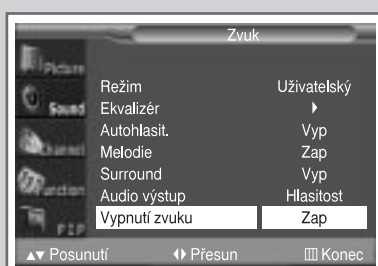 Zvuk
Picture
Režim Uživatelský
Sound
Ekvalizér
Autohlasit. Vyp
Channel
Melodie Zap
Surround Vyp
Function
Audio výstup Hlasitost
PIP
Vypnutí zvuku Zap
Posunutí Přesun Konec